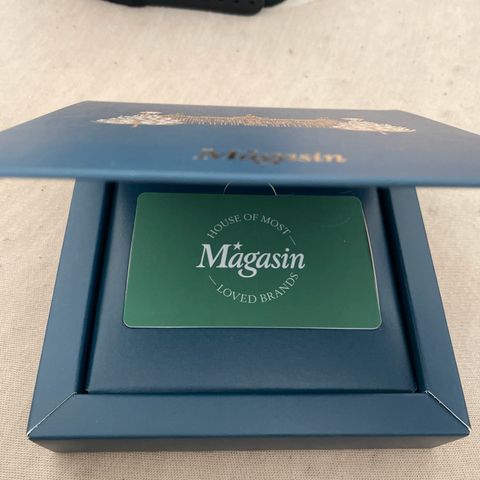 Magasin
HOUSE OF MOST
Magasin
LOVED BRANDS